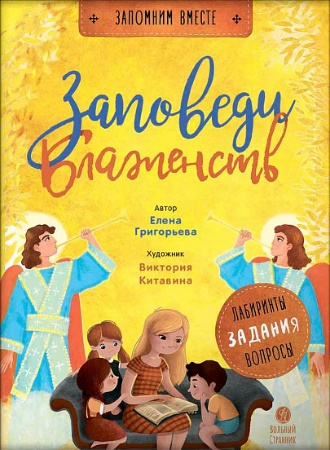 ЗАПОМНИМ ВМЕСТЕ
Заповеди
Блаженств
Автор
Елена
Григорьева
Художник
Виктория
Китавина
ЛАБИРИНТЫ
ЗАДАНИЯ
ВОПРОСЫ
ВОЛЬНЫЙ
СТРАННИК